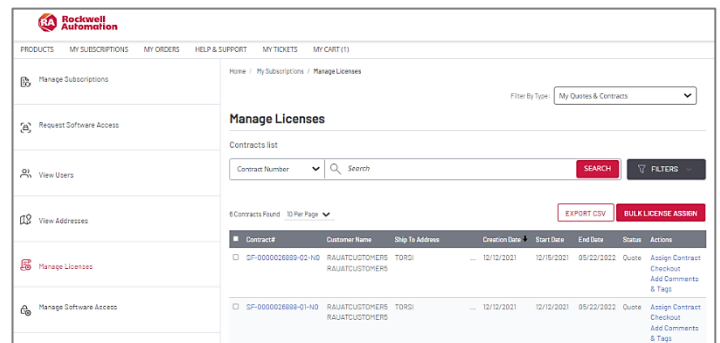 Rockwell
Automation
PRODUCTS MY SUBSCRIPTIONS MY ORDERS HELP & SUPPORT MY TICKETS MY CART (1)
Manage Subscriptions
Request Software Access
View Users
View Addresses
Manage Licenses
Manage Software Access
Home / My Subscriptions / Manage Licenses
Filter By Type: My Quotes & Contracts
Manage Licenses
Contracts list
Contract Number Search SEARCH FILTERS
6 Contracts Found 10 Per Page EXPORT CSV BULK LICENSE ASSIGN
Contract# Customer Name Ship To Address Creation Date Start Date End Date Status Actions
SF-0000026889-02-N0 RAUATCUSTOMER5 TORSI ... 12/12/2021 12/15/2021 05/22/2022 Quote Assign Contract
RAUATCUSTOMER5 Checkout
Add Comments
& Tags
SF-0000026889-01-N0 RAUATCUSTOMER5 TORSI ... 12/12/2021 12/12/2021 05/22/2022 Quote Assign Contract
RAUATCUSTOMER5 Checkout
Add Comments
& Tags